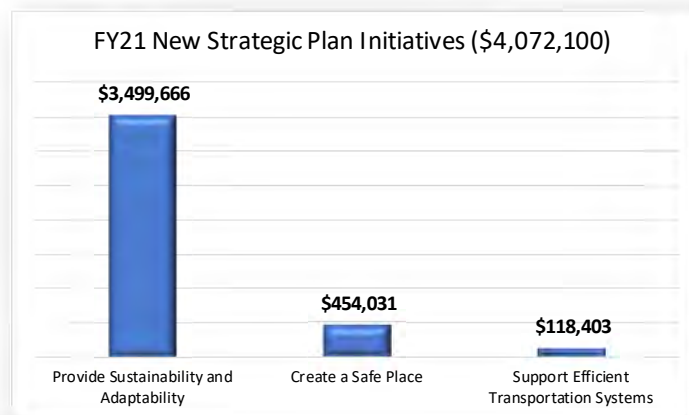 FY21 New Strategic Plan Initiatives ($4,072,100)
$3,499,666
$454,031
$118,403
Provide Sustainability and
Adaptability
Create a Safe Place
Support Efficient
Transportation Systems